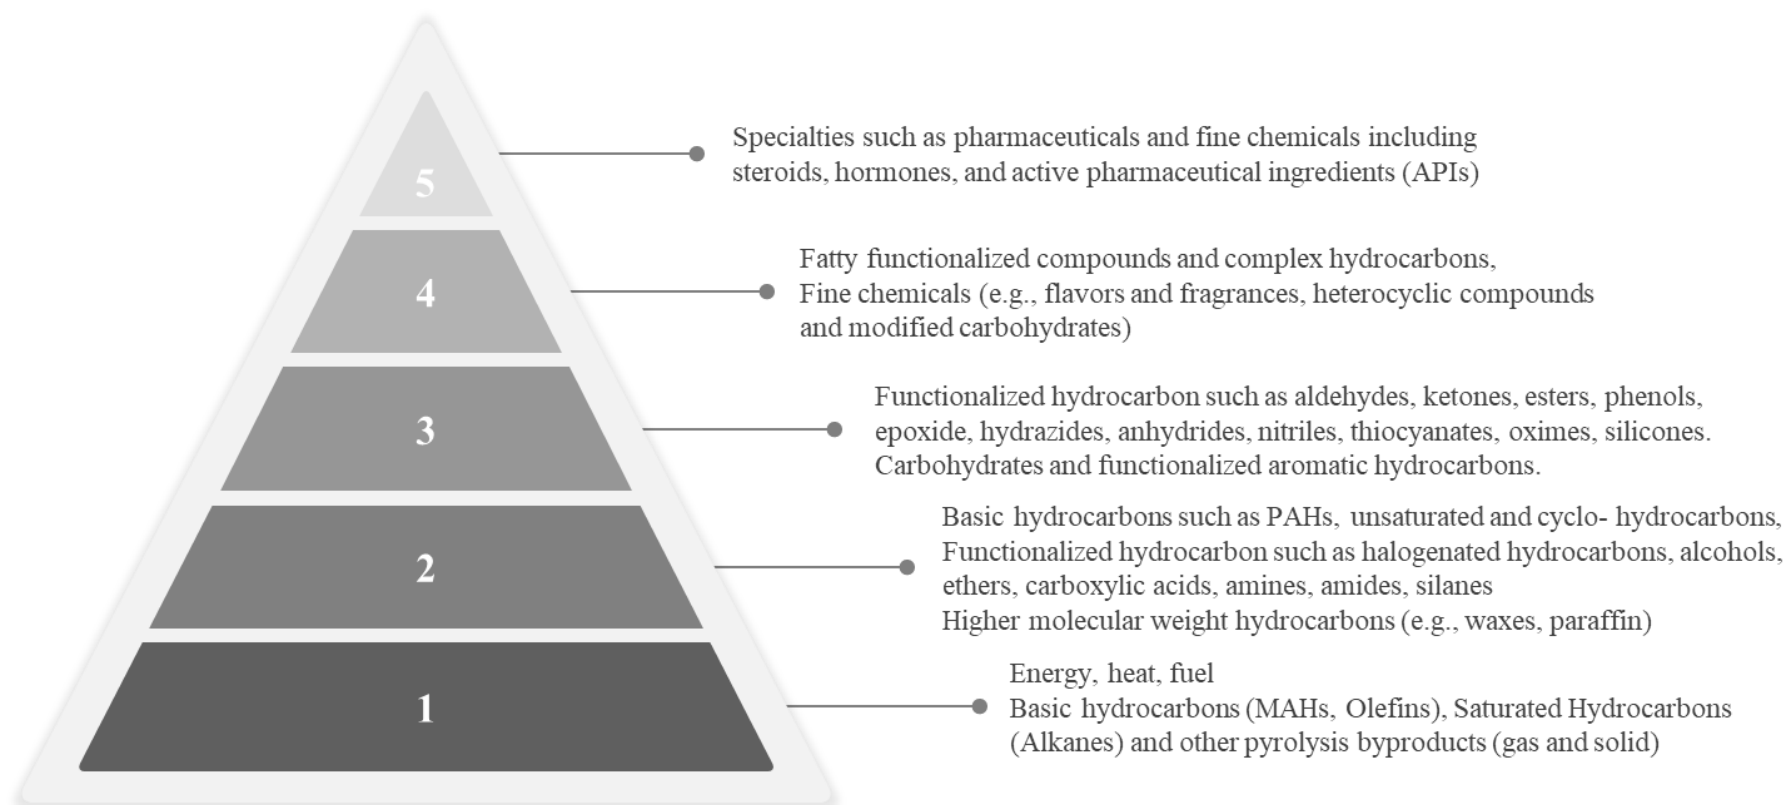 5
Specialties such as pharmaceuticals and fine chemicals including
steroids, hormones, and active pharmaceutical ingredients (APIs)
4
Fatty functionalized compounds and complex hydrocarbons,
Fine chemicals (e.g., flavors and fragrances, heterocyclic compounds
and modified carbohydrates)
3
Functionalized hydrocarbon such as aldehydes, ketones, esters, phenols,
epoxide, hydrazides, anhydrides, nitriles, thiocyanates, oximes, silicones.
Carbohydrates and functionalized aromatic hydrocarbons.
2
Basic hydrocarbons such as PAHs, unsaturated and cyclo- hydrocarbons,
Functionalized hydrocarbon such as halogenated hydrocarbons, alcohols,
ethers, carboxylic acids, amines, amides, silanes
Higher molecular weight hydrocarbons (e.g., waxes, paraffin)
1
Energy, heat, fuel
Basic hydrocarbons (MAHs, Olefins), Saturated Hydrocarbons
(Alkanes) and other pyrolysis byproducts (gas and solid)